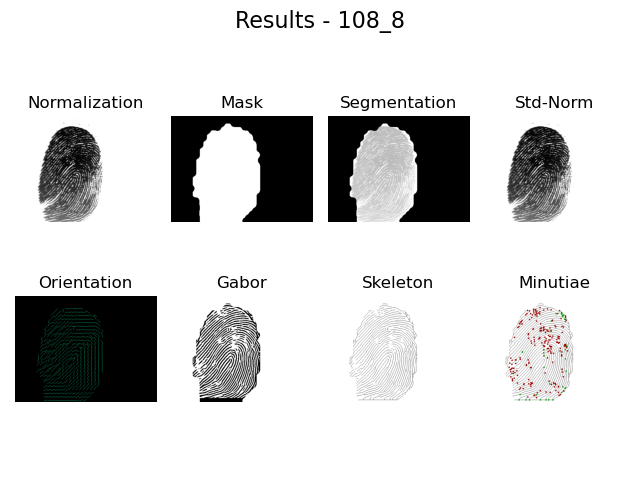 Results - 108_8
Normalization Mask Segmentation Std-Norm
Orientation Gabor Skeleton Minutiae